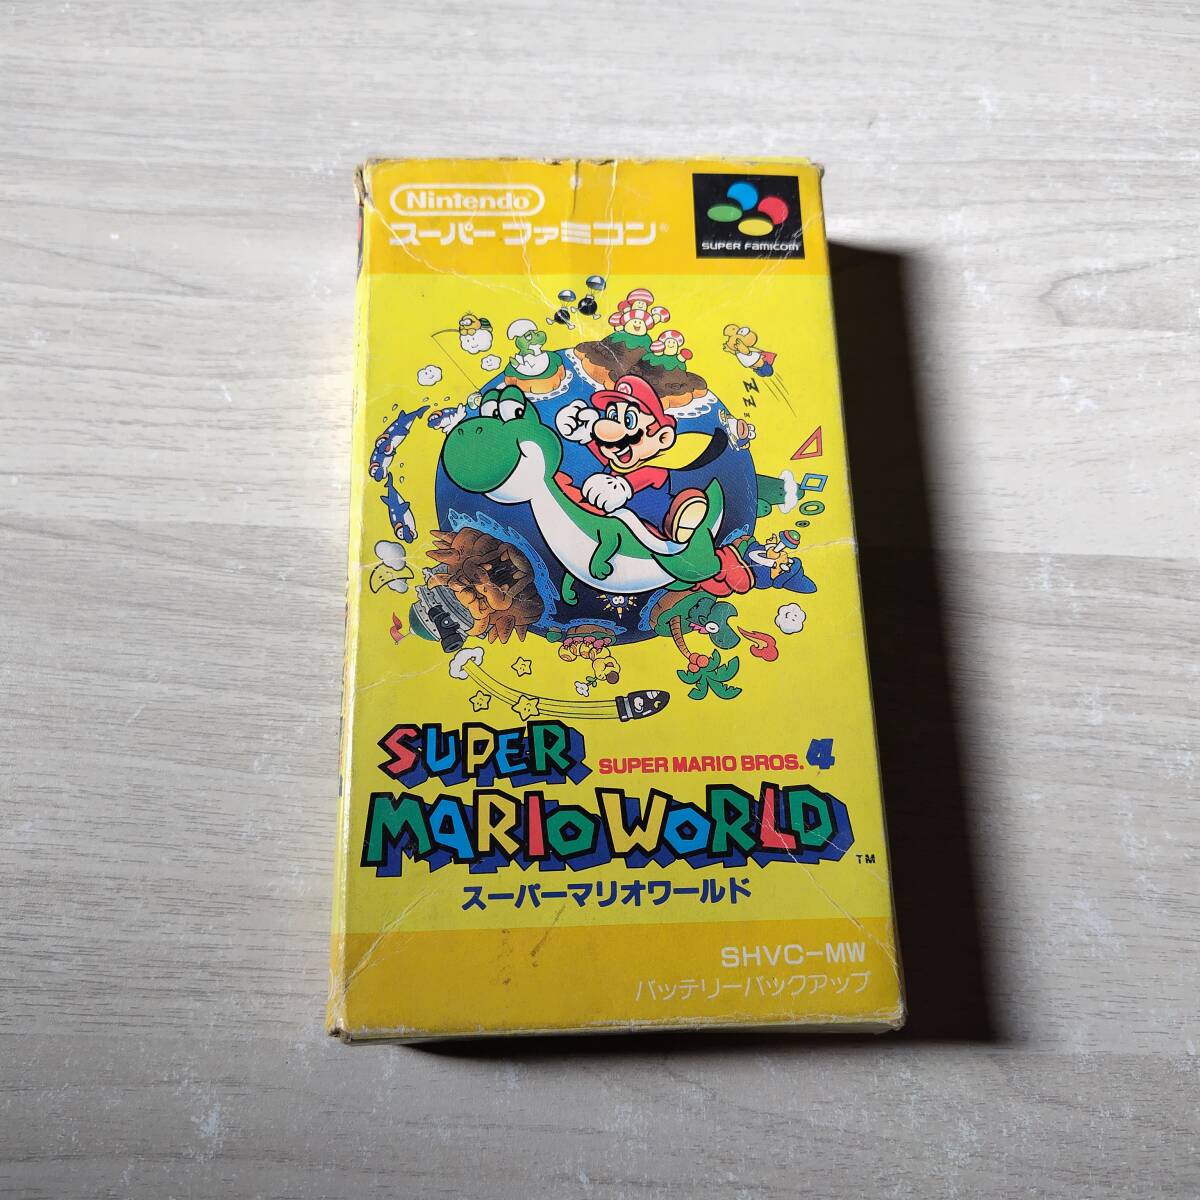 Nintendo
スーパーファミコン®
SUPER FAMICOM
SUPER
SUPER MARIO BROS. 4
MARIO WORLD ™
スーパーマリオワールド
SHVC-MW
バッテリーバックアップ